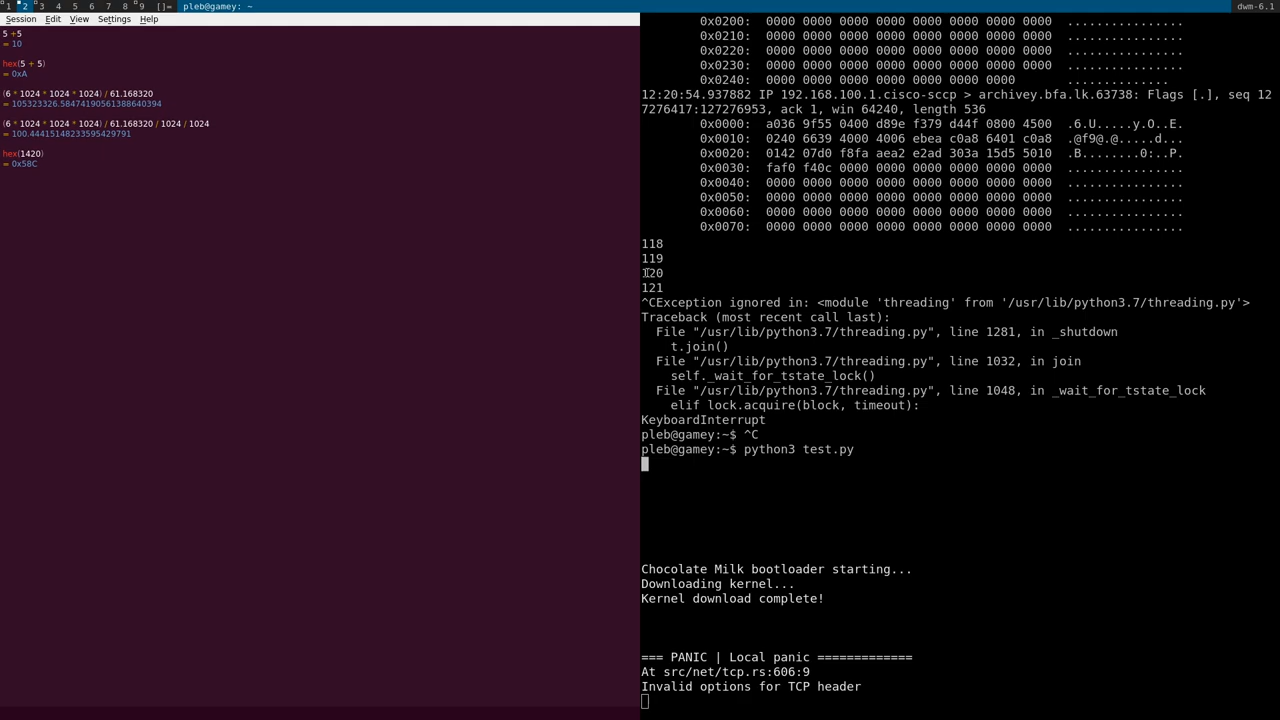 1 2 3 4 5 6 7 8 9 []= pleb@gamey: ~ dwm-6.1
Session Edit View Settings Help
5 +5
= 10
hex(5 + 5)
= 0xA
(6 * 1024 * 1024 * 1024) / 61.168320
= 105323326.58474190561388640394
(6 * 1024 * 1024 * 1024) / 61.168320 / 1024 / 1024
= 100.44415148233595429791
hex(1420)
= 0x58C
0x0200: 0000 0000 0000 0000 0000 0000 0000 0000 ................
0x0210: 0000 0000 0000 0000 0000 0000 0000 0000 ................
0x0220: 0000 0000 0000 0000 0000 0000 0000 0000 ................
0x0230: 0000 0000 0000 0000 0000 0000 0000 0000 ................
0x0240: 0000 0000 0000 0000 0000 0000 0000 ..............
12:20:54.937882 IP 192.168.100.1.cisco-sccp > archivey.bfa.lk.63738: Flags [.], seq 12
7276417:127276953, ack 1, win 64240, length 536
0x0000: a036 9f55 0400 d89e f379 d44f 0800 4500 .6.U.....y.O..E.
0x0010: 0240 6639 4000 4006 ebea c0a8 6401 c0a8 .@f9@.@.....d...
0x0020: 0142 07d0 f8fa aea2 e2ad 303a 15d5 5010 .B........0:..P.
0x0030: faf0 f40c 0000 0000 0000 0000 0000 0000 ................
0x0040: 0000 0000 0000 0000 0000 0000 0000 0000 ................
0x0050: 0000 0000 0000 0000 0000 0000 0000 0000 ................
0x0060: 0000 0000 0000 0000 0000 0000 0000 0000 ................
0x0070: 0000 0000 0000 0000 0000 0000 0000 0000 ................
118
119
120
121
^CException ignored in: <module 'threading' from '/usr/lib/python3.7/threading.py'>
Traceback (most recent call last):
File "/usr/lib/python3.7/threading.py", line 1281, in _shutdown
t.join()
File "/usr/lib/python3.7/threading.py", line 1032, in join
self._wait_for_tstate_lock()
File "/usr/lib/python3.7/threading.py", line 1048, in _wait_for_tstate_lock
elif lock.acquire(block, timeout):
KeyboardInterrupt
pleb@gamey:~$ ^C
pleb@gamey:~$ python3 test.py
Chocolate Milk bootloader starting...
Downloading kernel...
Kernel download complete!
=== PANIC | Local panic =============
At src/net/tcp.rs:606:9
Invalid options for TCP header